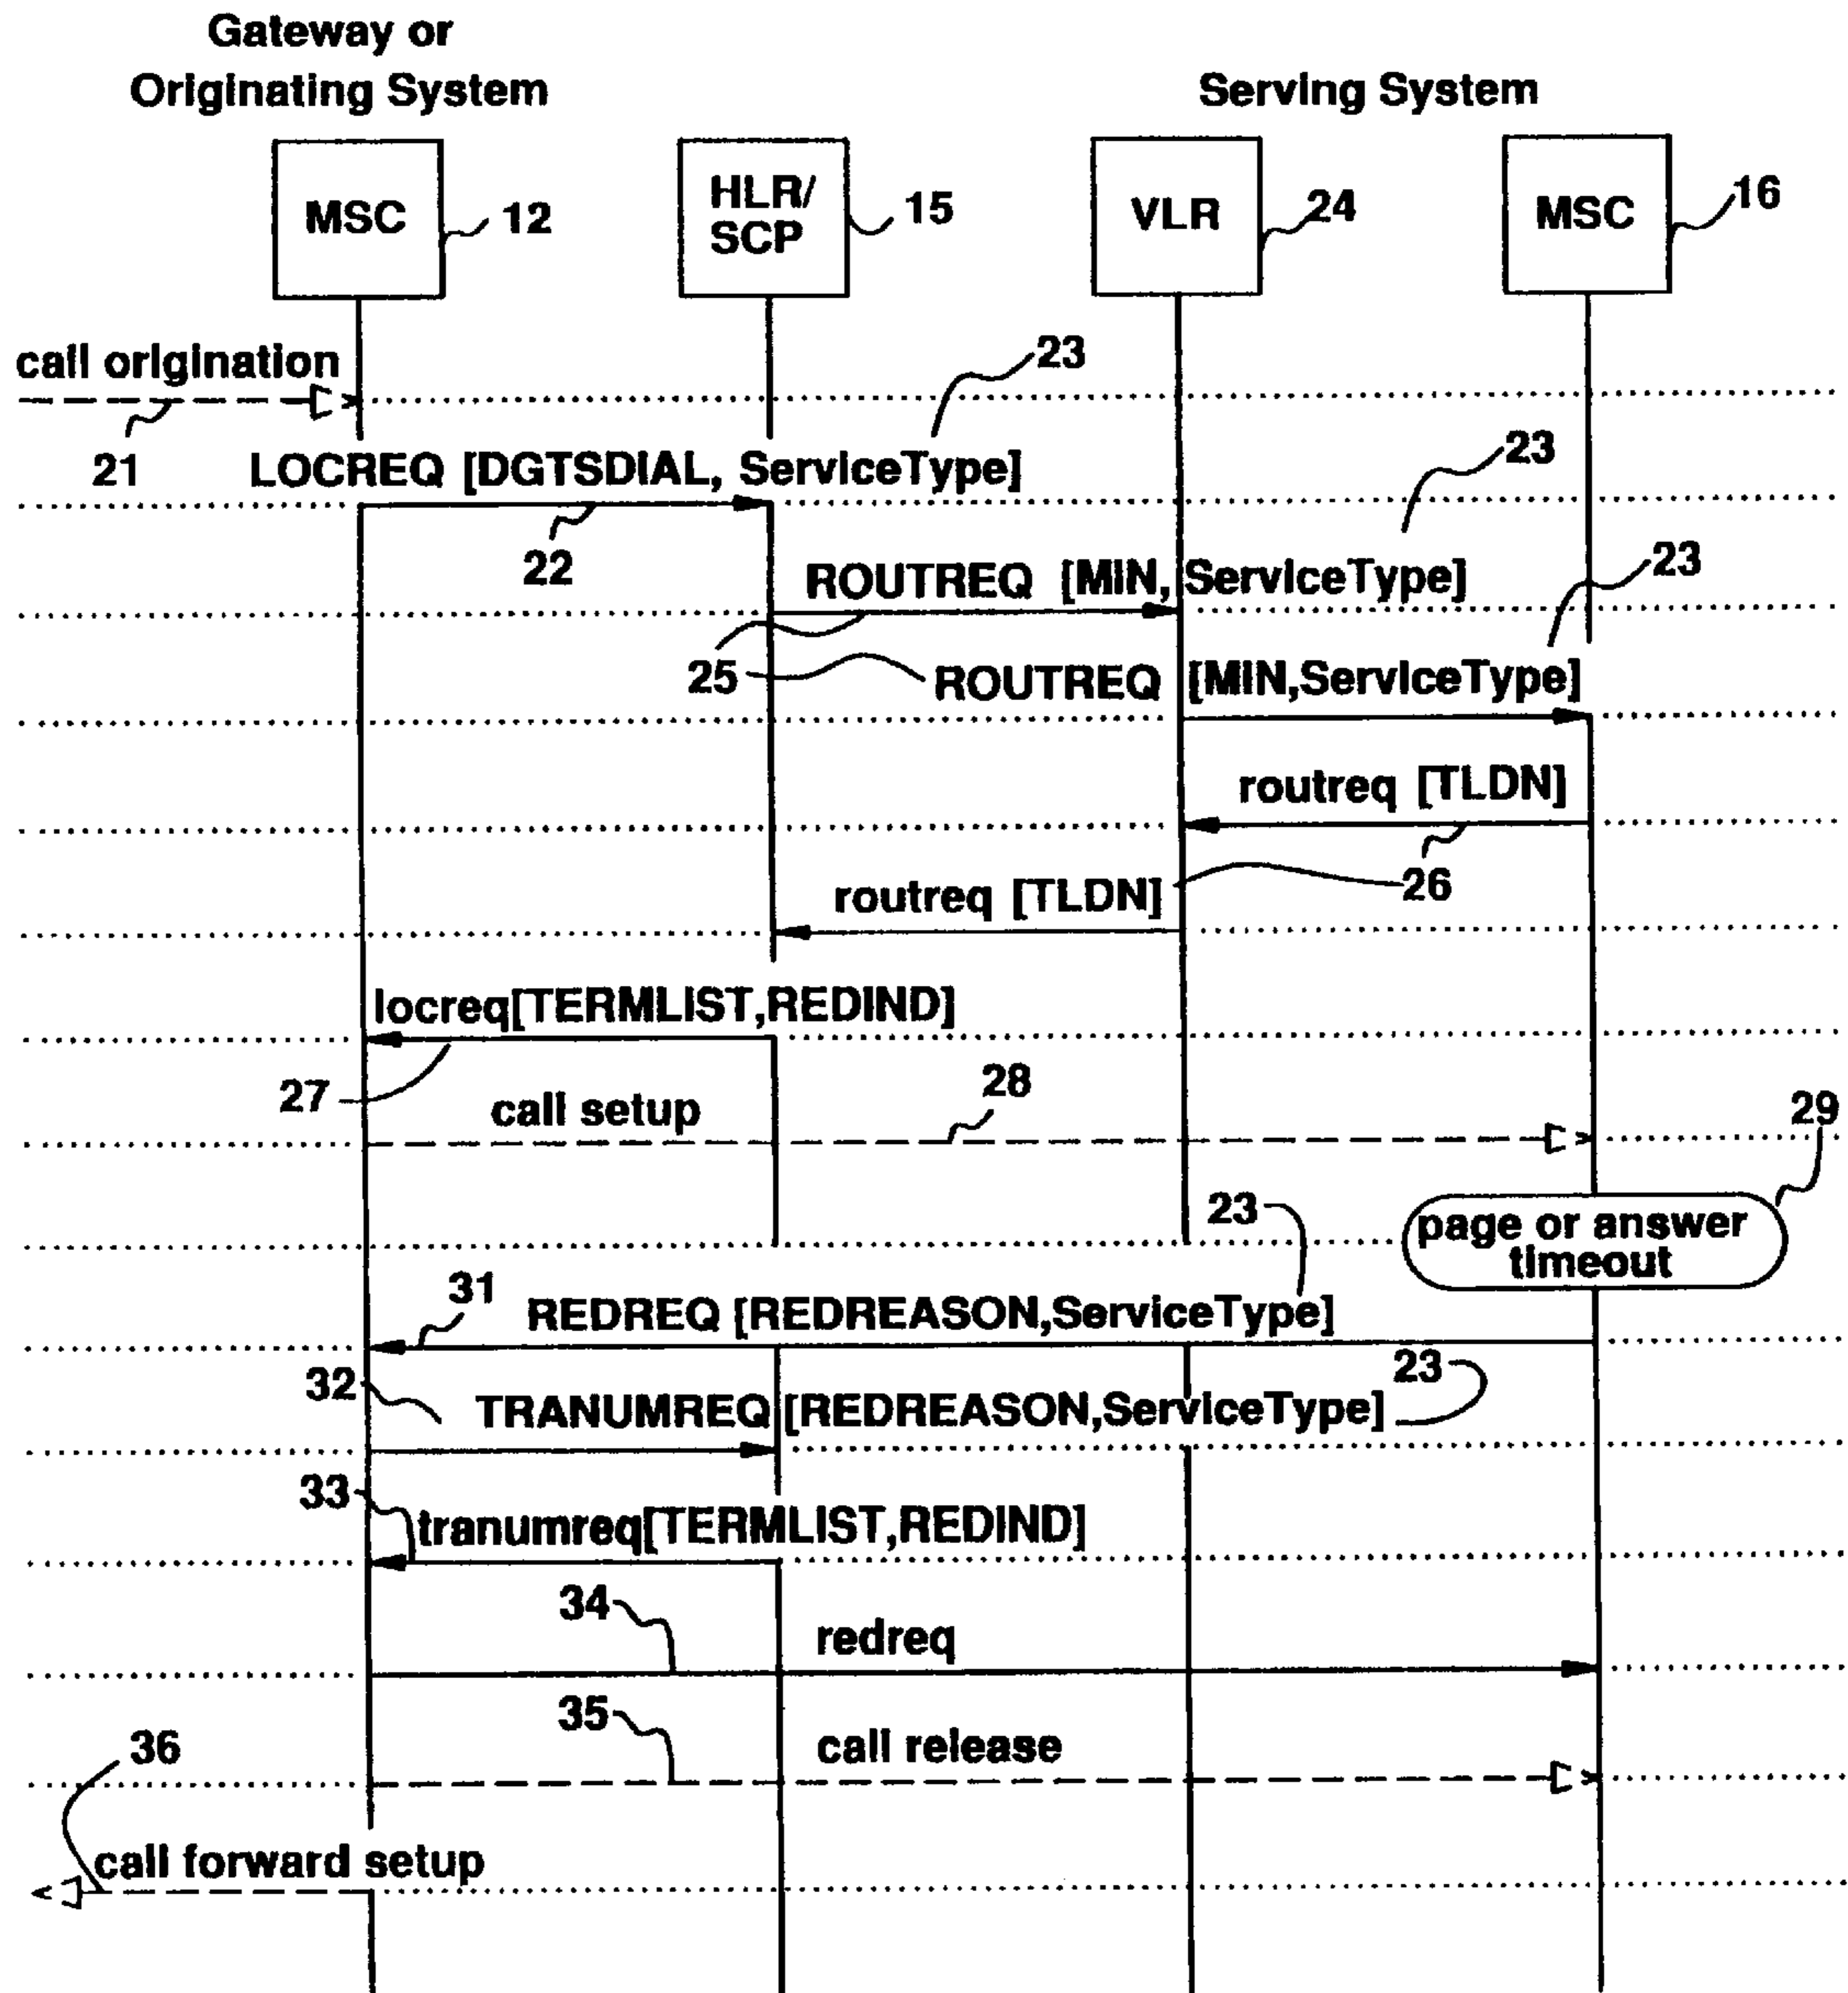 Gateway or
Originating System
Serving System
MSC
12
HLR/
SCP
15
VLR
24
MSC
16
call origination
21
23
LOCREQ [DGTSDIAL, ServiceType]
22
23
ROUTREQ [MIN, ServiceType]
23
25
ROUTREQ [MIN,ServiceType]
routreq [TLDN]
26
routreq [TLDN]
locreq[TERMLIST,REDIND]
27
call setup
28
29
page or answer
timeout
23
31
REDREQ [REDREASON,ServiceType]
32
TRANUMREQ [REDREASON,ServiceType]
23
33
tranumreq[TERMLIST,REDIND]
34
redreq
35
call release
36
call forward setup